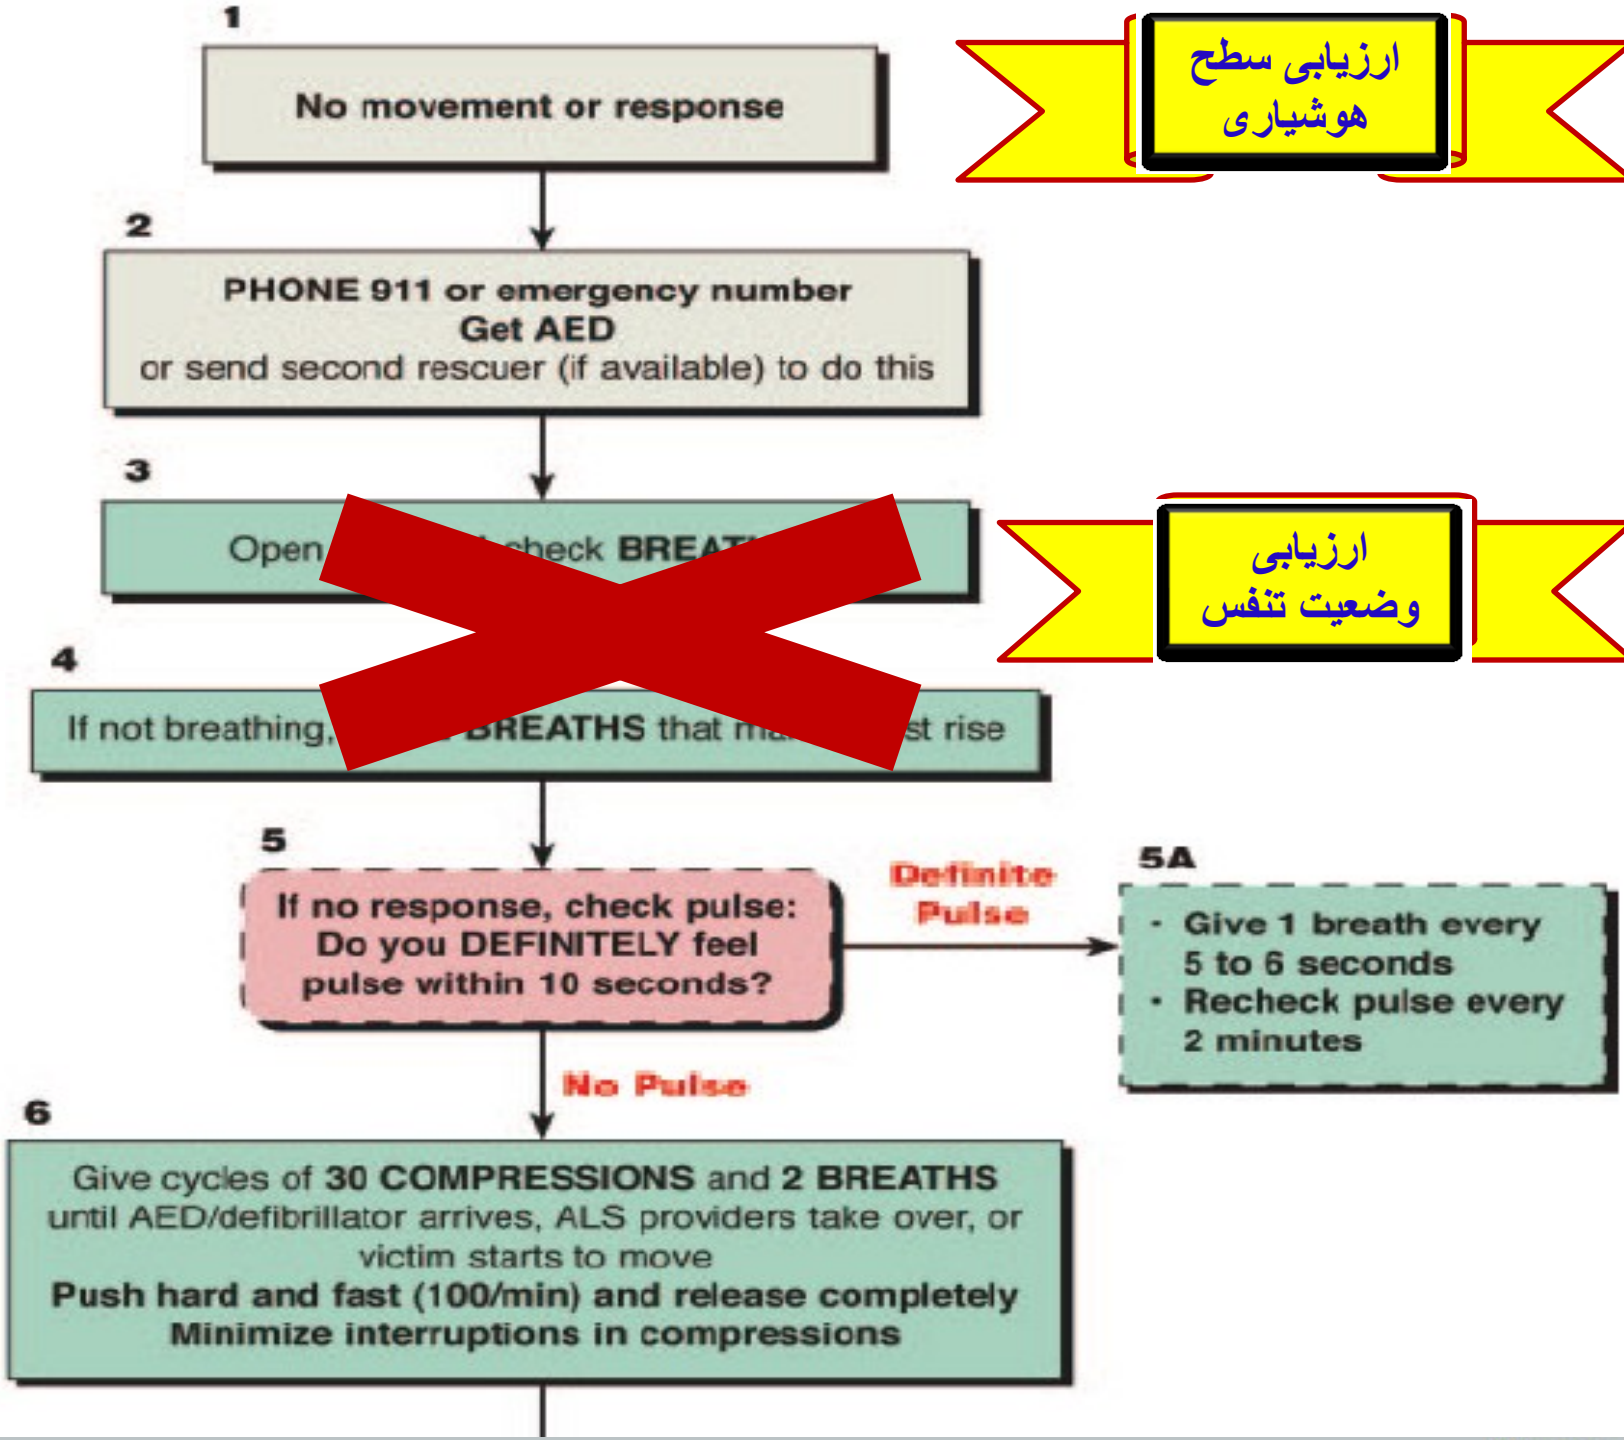 1
No movement or response
ارزیابی سطح
هوشیاری
2
PHONE 911 or emergency number
Get AED
or send second rescuer (if available) to do this
3
Open check BREAT
ارزیابی
وضعیت تنفس
4
If not breathing, BREATHS that st rise
5
If no response, check pulse:
Do you DEFINITELY feel
pulse within 10 seconds?
Definite
Pulse
5A
- Give 1 breath every
5 to 6 seconds
- Recheck pulse every
2 minutes
No Pulse
6
Give cycles of 30 COMPRESSIONS and 2 BREATHS
until AED/defibrillator arrives, ALS providers take over, or
victim starts to move
Push hard and fast (100/min) and release completely
Minimize interruptions in compressions